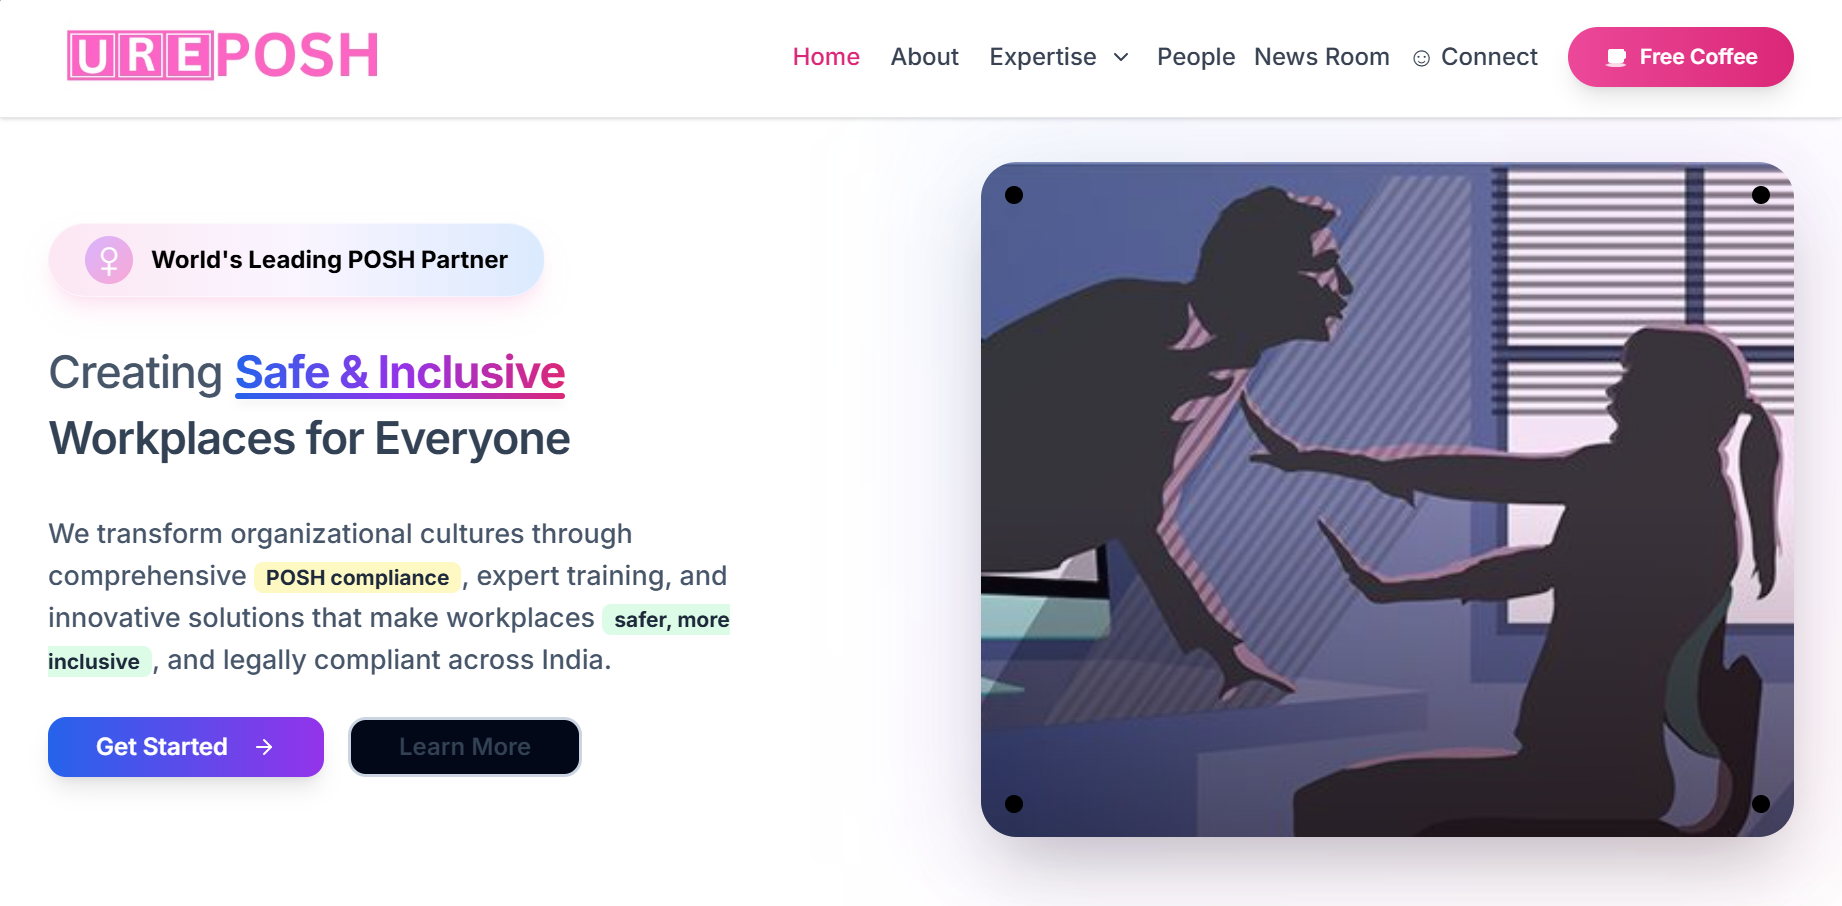 UREPOSH
Home About Expertise People News Room Connect Free Coffee
World's Leading POSH Partner
Creating Safe & Inclusive
Workplaces for Everyone
We transform organizational cultures through
comprehensive POSH compliance , expert training, and
innovative solutions that make workplaces safer, more
inclusive , and legally compliant across India.
Get Started → Learn More